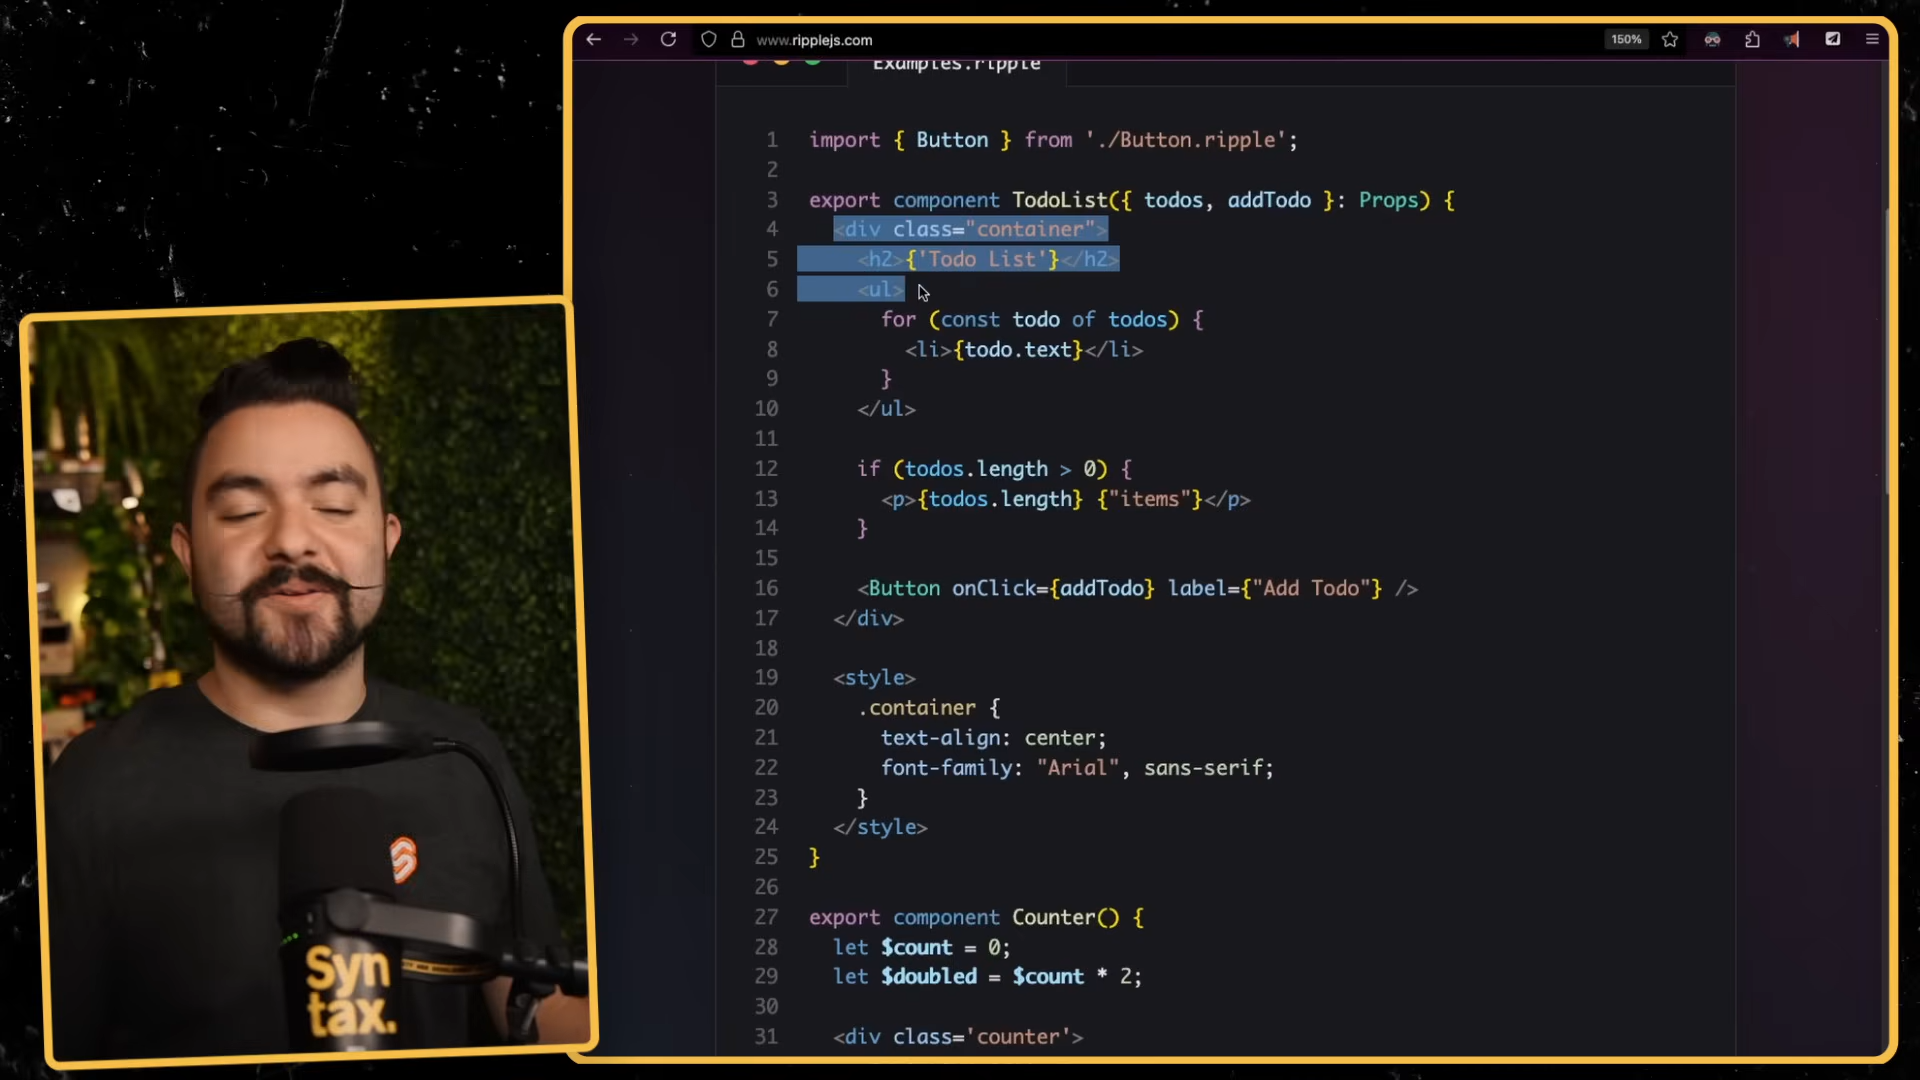 www.ripplejs.com
150%
Examples.ripple
1 import { Button } from './Button.ripple';
2
3 export component TodoList({ todos, addTodo }: Props) {
4 <div class="container">
5 <h2>{'Todo List'}</h2>
6 <ul>
7 for (const todo of todos) {
8 <li>{todo.text}</li>
9 }
10 </ul>
11
12 if (todos.length > 0) {
13 <p>{todos.length} {"items"}</p>
14 }
15
16 <Button onClick={addTodo} label={"Add Todo"} />
17 </div>
18
19 <style>
20 .container {
21 text-align: center;
22 font-family: "Arial", sans-serif;
23 }
24 </style>
25 }
26
27 export component Counter() {
28 let $count = 0;
29 let $doubled = $count * 2;
30
31 <div class='counter'>
Syn
tax.